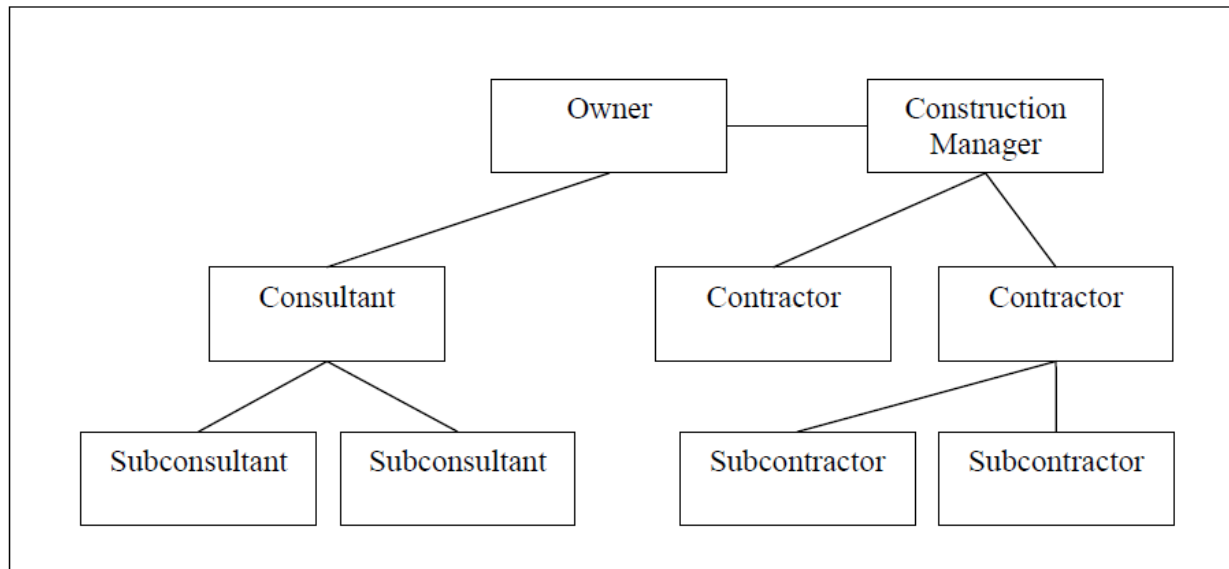 Owner
Construction
Manager
Consultant
Contractor
Contractor
Subconsultant
Subconsultant
Subcontractor
Subcontractor